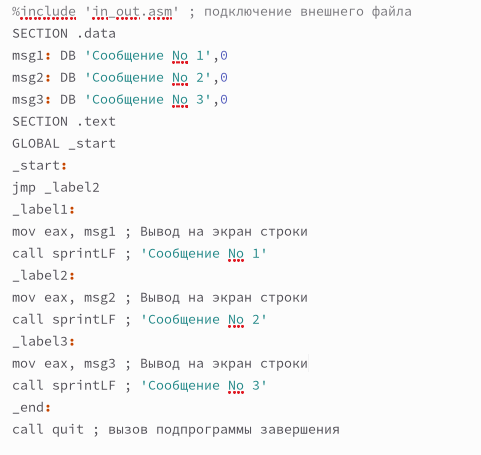 %include 'in_out.asm' ; подключение внешнего файла
SECTION .data
msg1: DB 'Сообщение No 1',0
msg2: DB 'Сообщение No 2',0
msg3: DB 'Сообщение No 3',0
SECTION .text
GLOBAL _start
_start:
jmp _label2
_label1:
mov eax, msg1 ; Вывод на экран строки
call sprintLF ; 'Сообщение No 1'
_label2:
mov eax, msg2 ; Вывод на экран строки
call sprintLF ; 'Сообщение No 2'
_label3:
mov eax, msg3 ; Вывод на экран строки
call sprintLF ; 'Сообщение No 3'
_end:
call quit ; вызов подпрограммы завершения